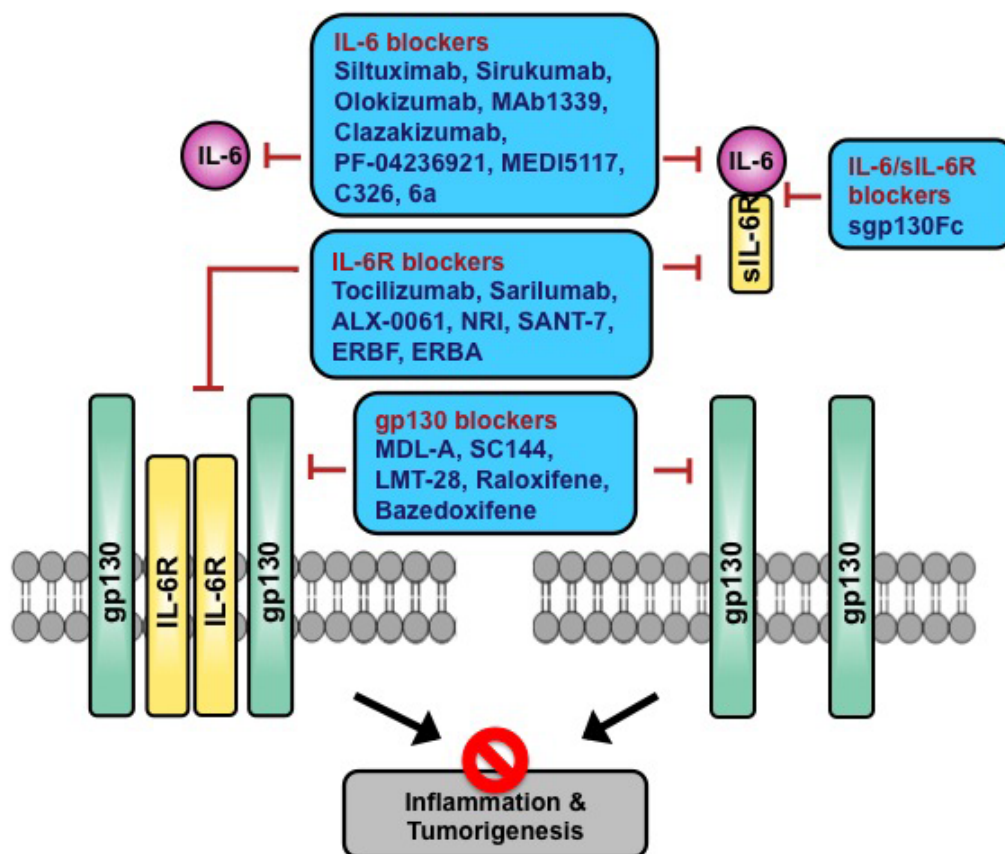 IL-6 blockers
Siltuximab, Sirukumab,
Olokizumab, MAb1339,
Clazakizumab,
PF-04236921, MEDI5117,
C326, 6a
IL-6
IL-6
sIL-6R
IL-6/sIL-6R
blockers
sgp130Fc
IL-6R blockers
Tocilizumab, Sarilumab,
ALX-0061, NRI, SANT-7,
ERBF, ERBA
gp130 blockers
MDL-A, SC144,
LMT-28, Raloxifene,
Bazedoxifene
gp130
IL-6R
IL-6R
gp130
gp130
gp130
Inflammation &
Tumorigenesis